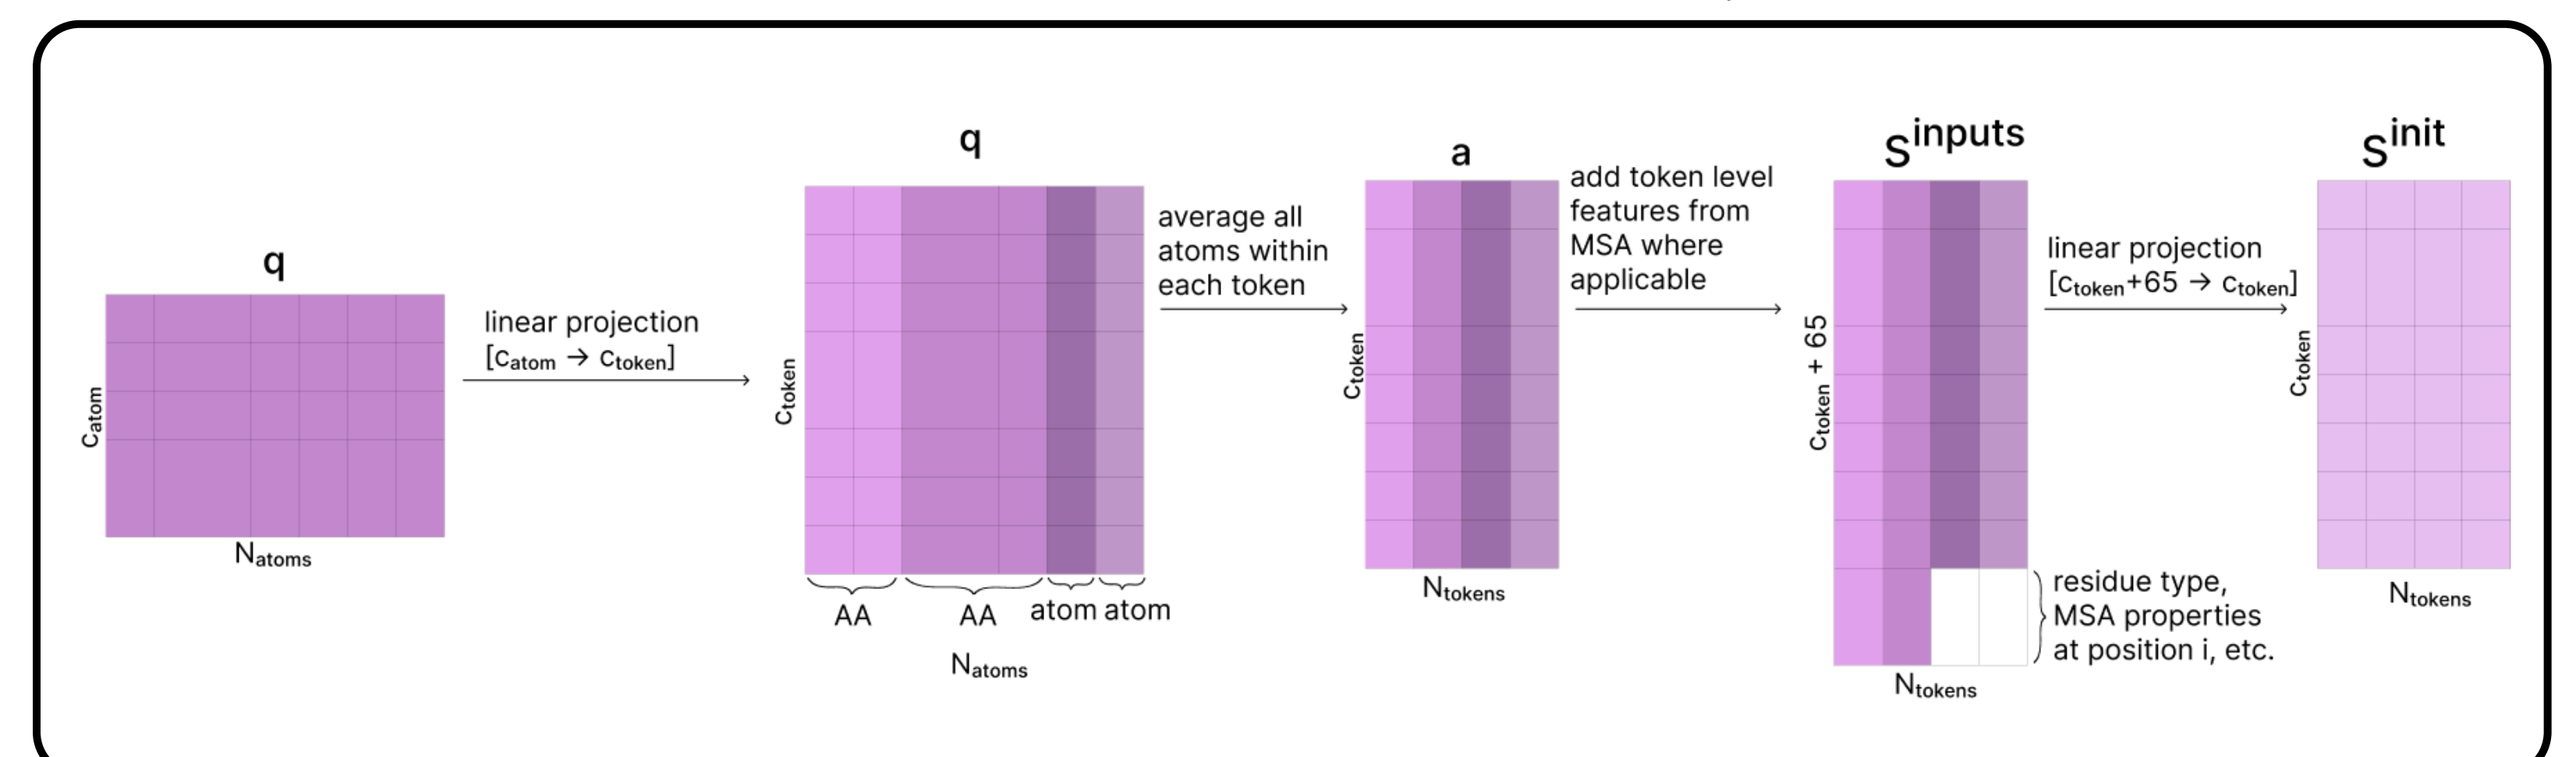 q
Catom
Natoms
linear projection
[Catom → Ctoken]
q
Ctoken
AA
AA
atom
atom
Natoms
average all
atoms within
each token
a
Ctoken
Ntokens
add token level
features from
MSA where
applicable
Sinputs
Ctoken + 65
Ntokens
residue type,
MSA properties
at position i, etc.
linear projection
[Ctoken+65 → Ctoken]
Sinit
Ctoken
Ntokens